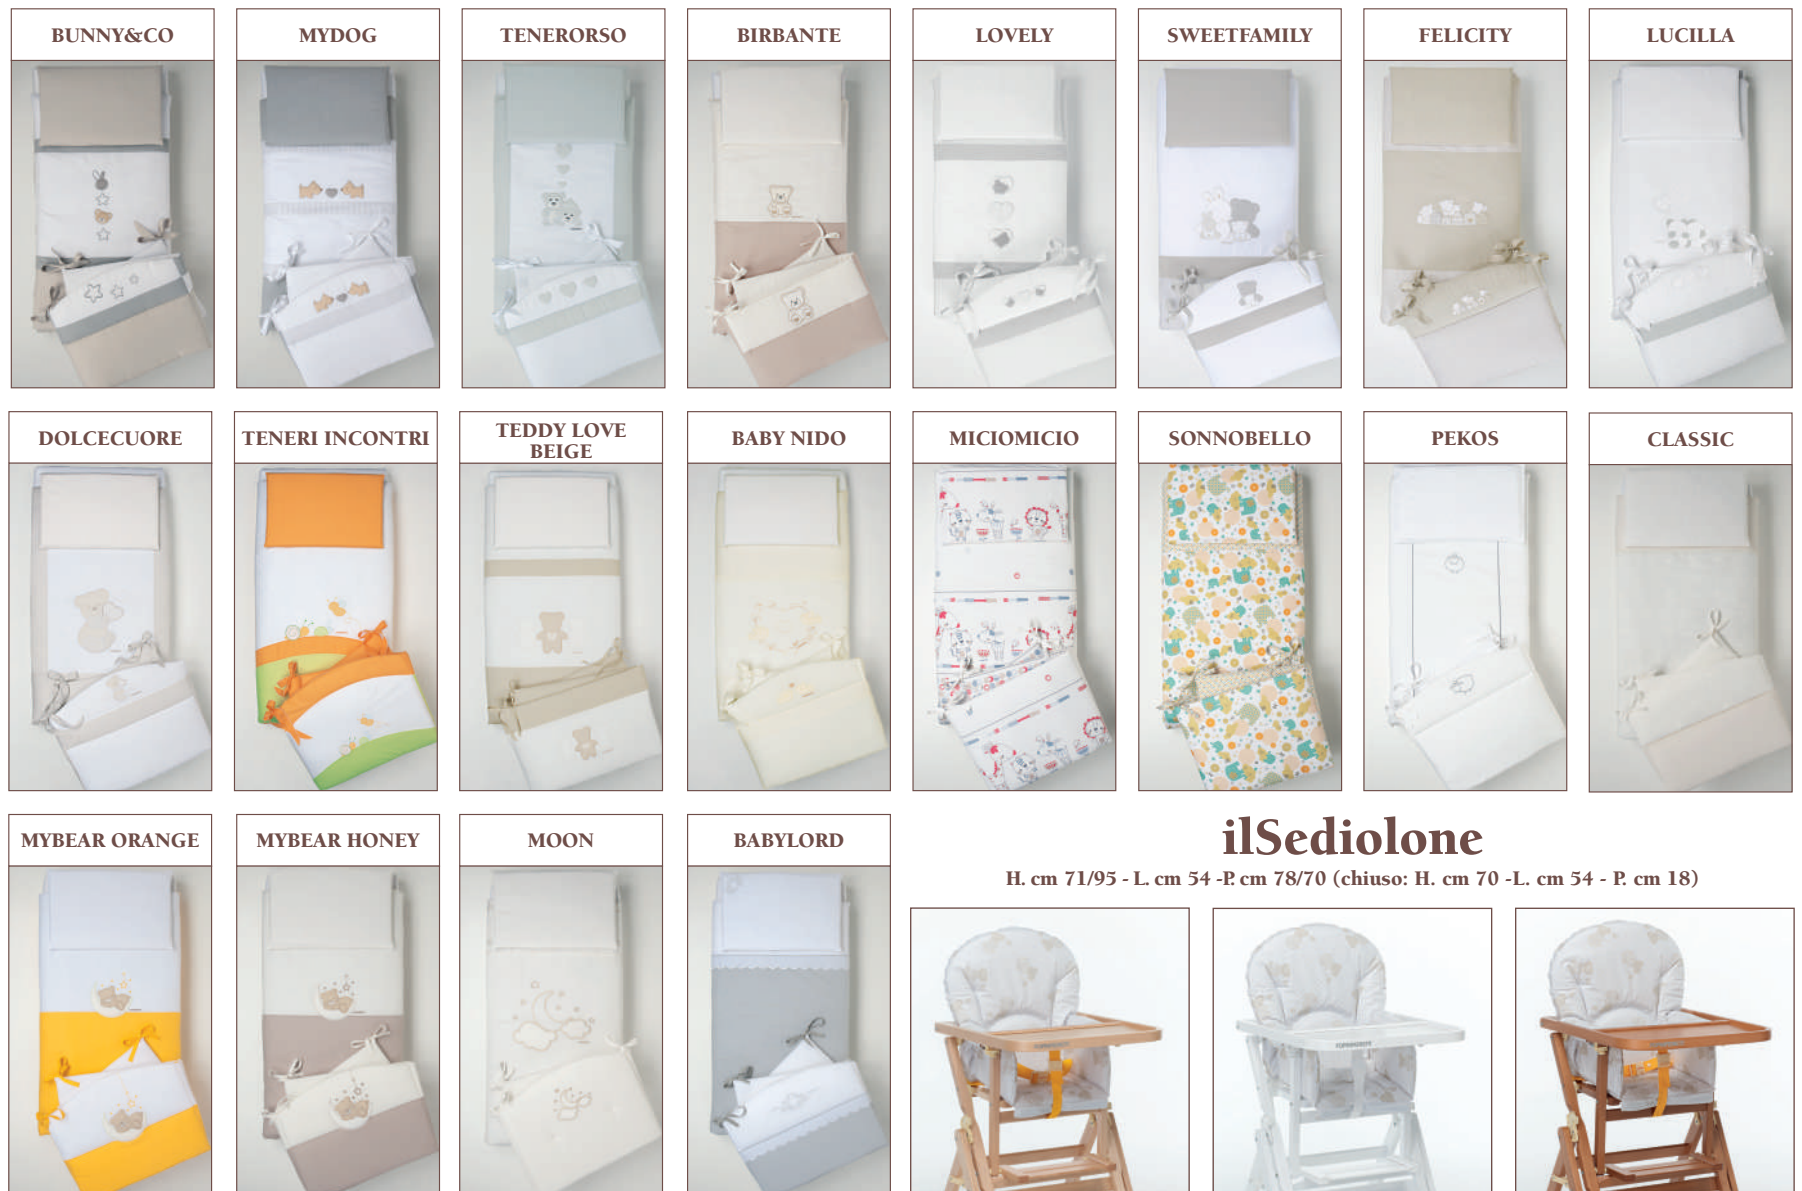 BUNNY&CO
MYDOG
TENERORSO
BIRBANTE
LOVELY
SWEETFAMILY
FELICITY
LUCILLA
DOLCECUORE
TENERI INCONTRI
TEDDY LOVE
BEIGE
BABY NIDO
MICIOMICIO
SONNOBELLO
PEKOS
CLASSIC
MYBEAR ORANGE
MYBEAR HONEY
MOON
BABYLORD
ilSediolone
H. cm 71/95 - L. cm 54 -P. cm 78/70 (chiuso: H. cm 70 -L. cm 54 - P. cm 18)